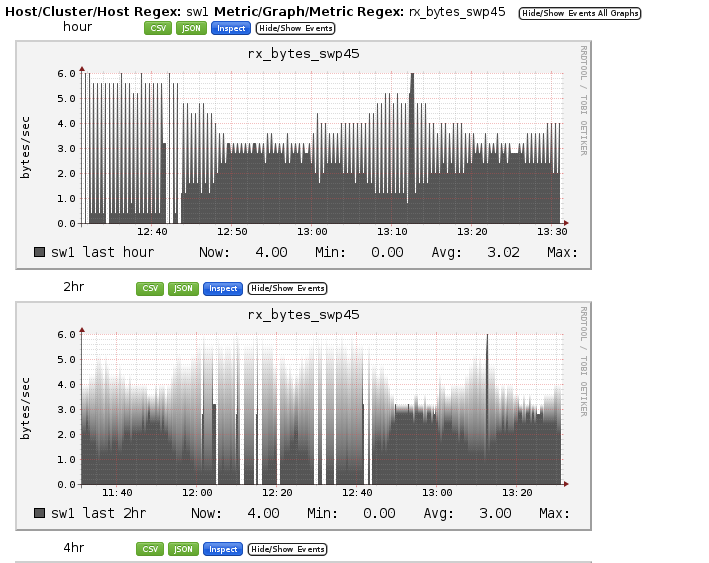 Host/Cluster/Host Regex: sw1 Metric/Graph/Metric Regex: rx_bytes_swp45 Hide/Show Events All Graphs
hour CSV JSON Inspect Hide/Show Events
rx_bytes_swp45
RRDTOOL / TOBI OETIKER
bytes/sec
6.0
5.0
4.0
3.0
2.0
1.0
0.0
12:40 12:50 13:00 13:10 13:20 13:30
sw1 last hour Now: 4.00 Min: 0.00 Avg: 3.02 Max:
2hr CSV JSON Inspect Hide/Show Events
rx_bytes_swp45
RRDTOOL / TOBI OETIKER
bytes/sec
6.0
5.0
4.0
3.0
2.0
1.0
0.0
11:40 12:00 12:20 12:40 13:00 13:20
sw1 last 2hr Now: 4.00 Min: 0.00 Avg: 3.00 Max:
4hr CSV JSON Inspect Hide/Show Events